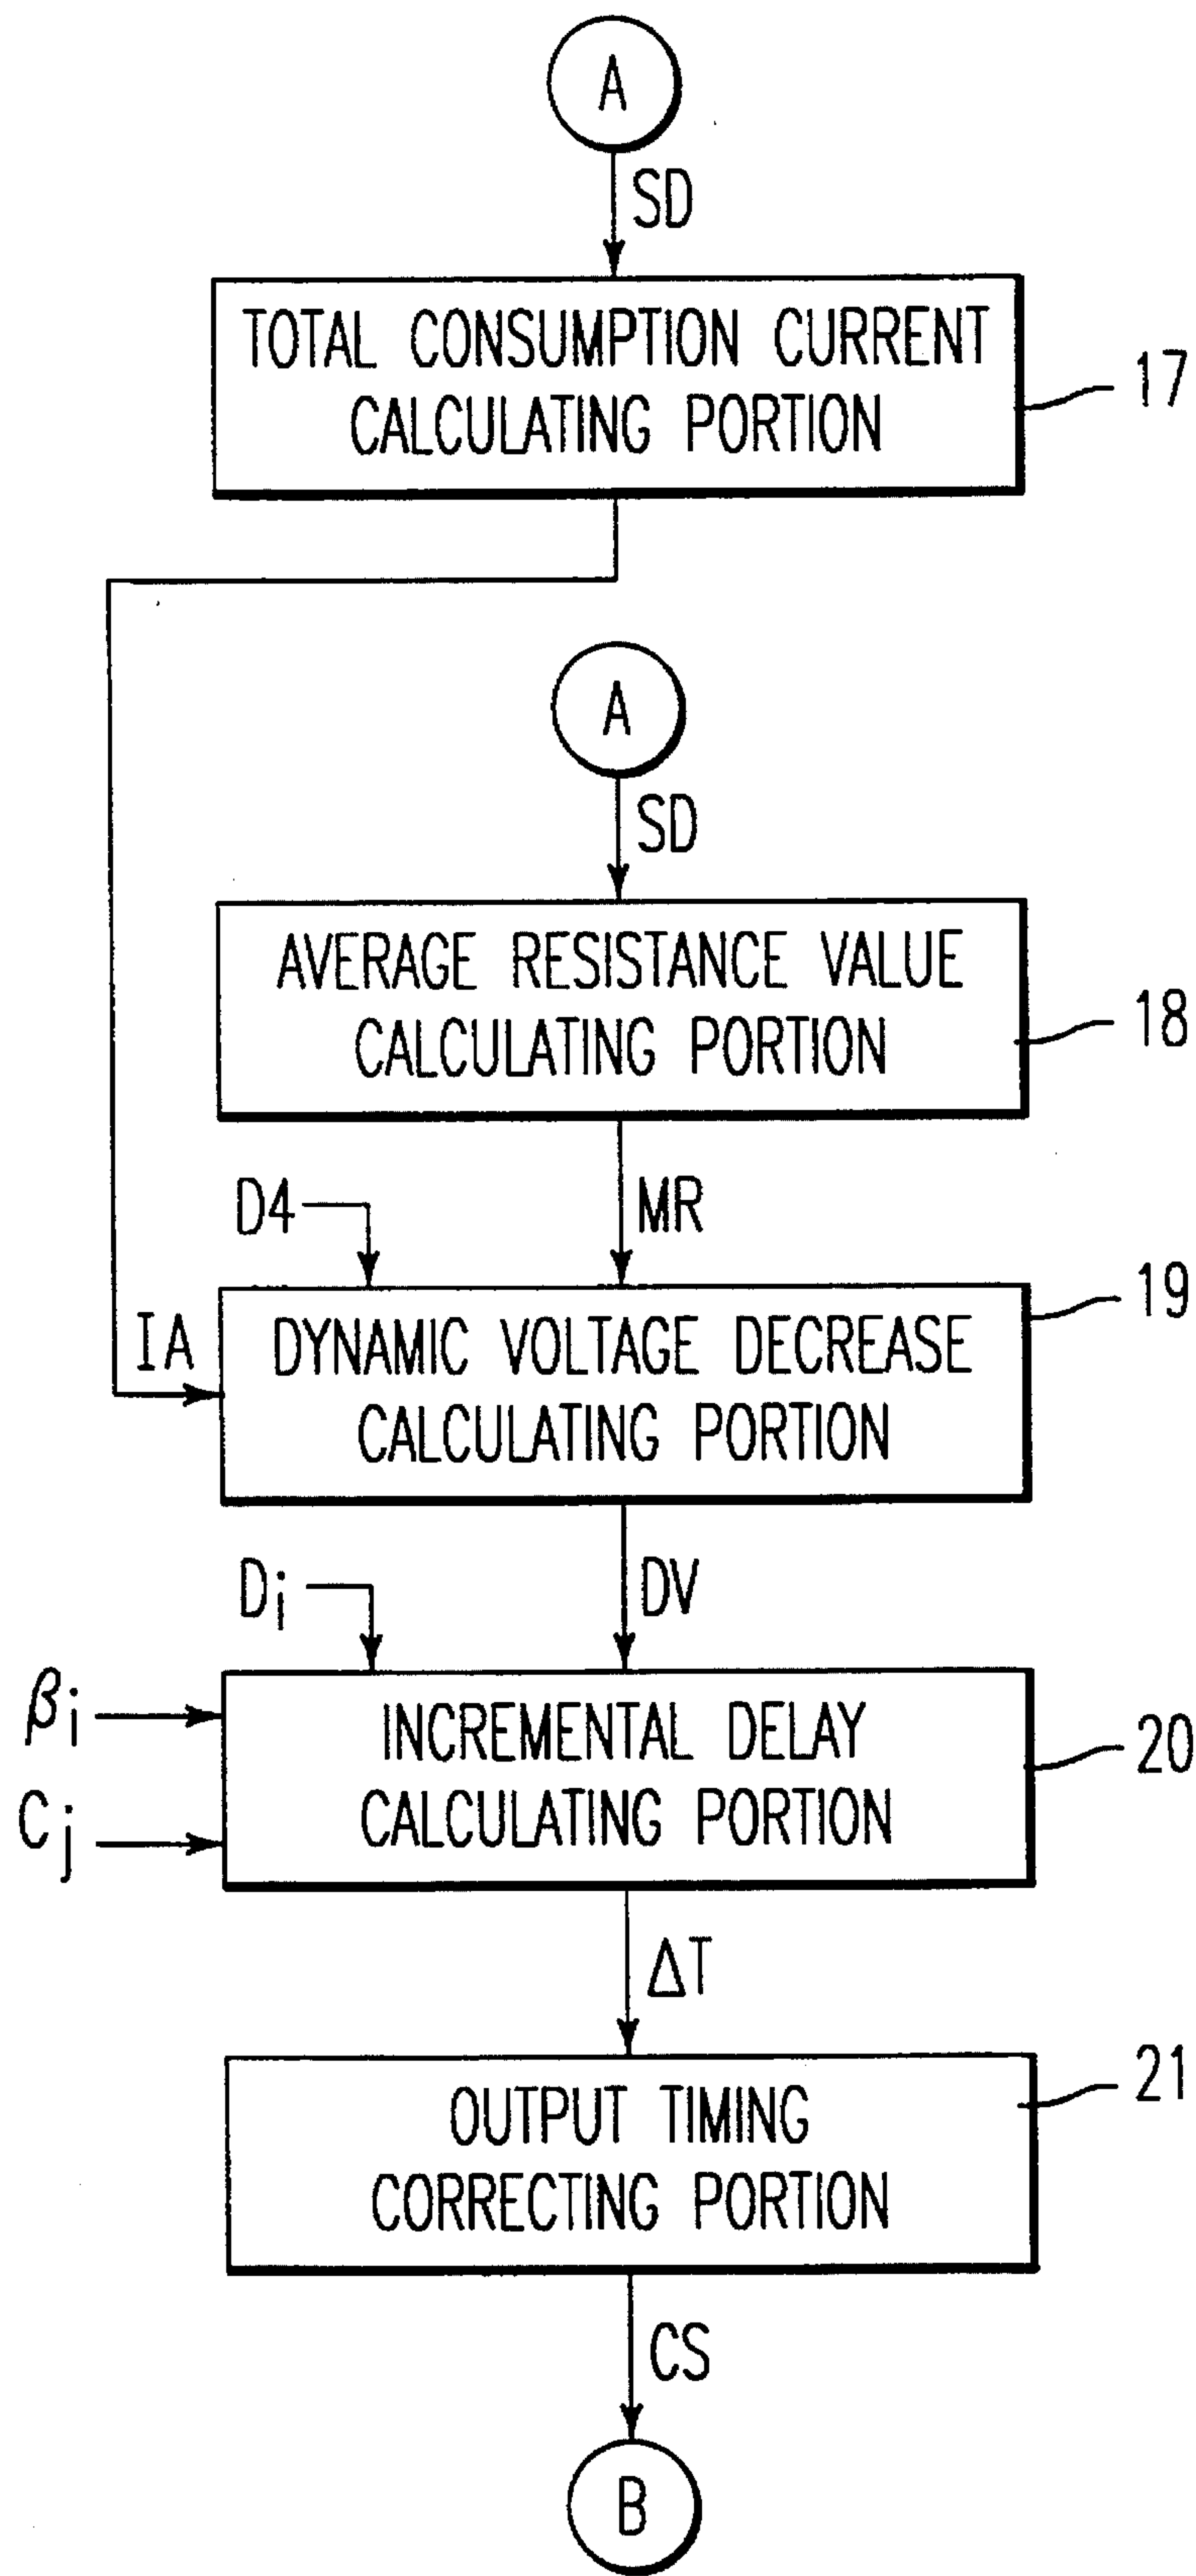 A
SD
TOTAL CONSUMPTION CURRENT
CALCULATING PORTION
17
A
SD
AVERAGE RESISTANCE VALUE
CALCULATING PORTION
18
D4
MR
IA
DYNAMIC VOLTAGE DECREASE
CALCULATING PORTION
19
Di
DV
βi
Cj
INCREMENTAL DELAY
CALCULATING PORTION
20
ΔT
OUTPUT TIMING
CORRECTING PORTION
21
CS
B